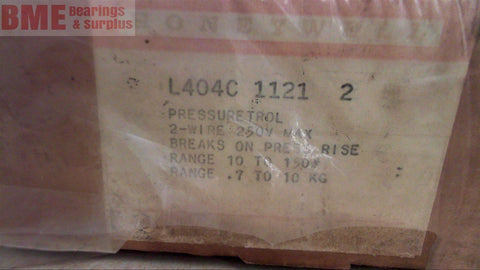 BME Bearings & Surplus
HONEYWELL
L404C 1121 2
PRESSURETROL
2-WIRE 250V MAX
BREAKS ON PRESS RISE
RANGE 10 TO 150#
RANGE .7 TO 10 KG